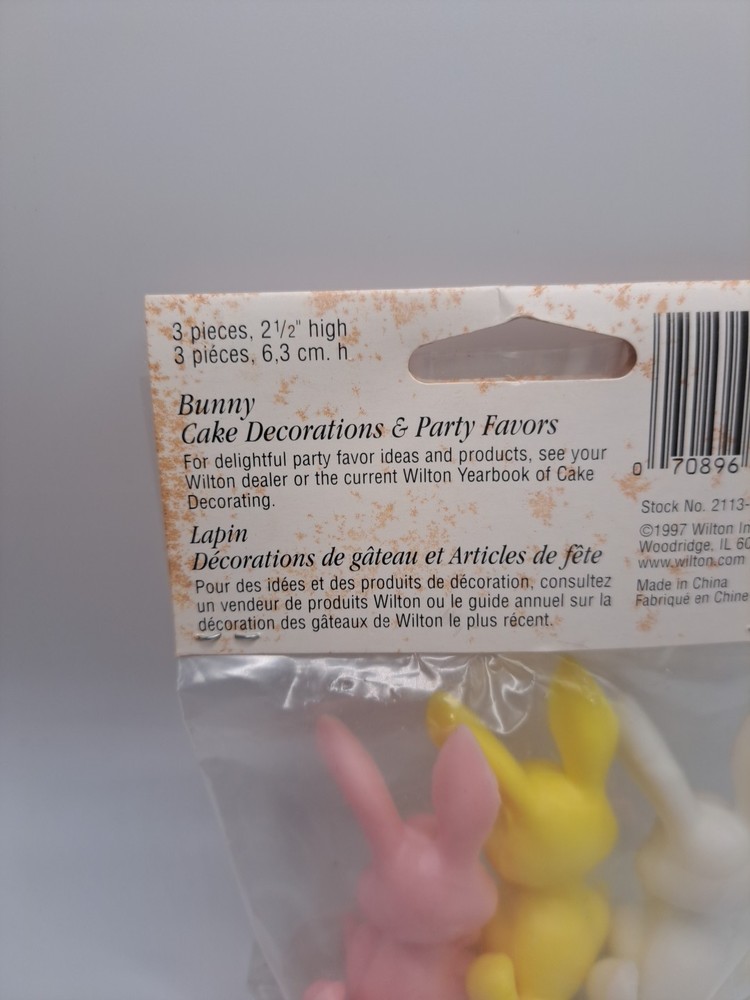 3 pieces, 2 1/2" high
3 piéces, 6,3 cm. h
Bunny
Cake Decorations & Party Favors
For delightful party favor ideas and products, see your
Wilton dealer or the current Wilton Yearbook of Cake
Decorating.
Lapin
Décorations de gâteau et Articles de fête
Pour des idées et des produits de décoration, consultez
un vendeur de produits Wilton ou le guide annuel sur la
décoration des gâteaux de Wilton le plus récent.
0 70896
Stock No. 2113-
©1997 Wilton In
Woodridge, IL 60
www.wilton.com
Made in China
Fabriqué en Chine